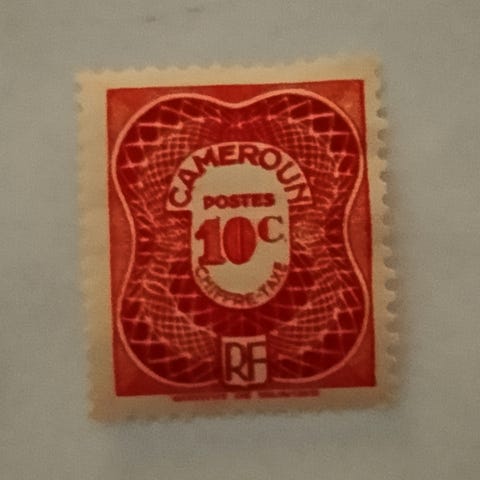 CAMEROUN
POSTES
10C
CHIFFRE-TAXE
RF